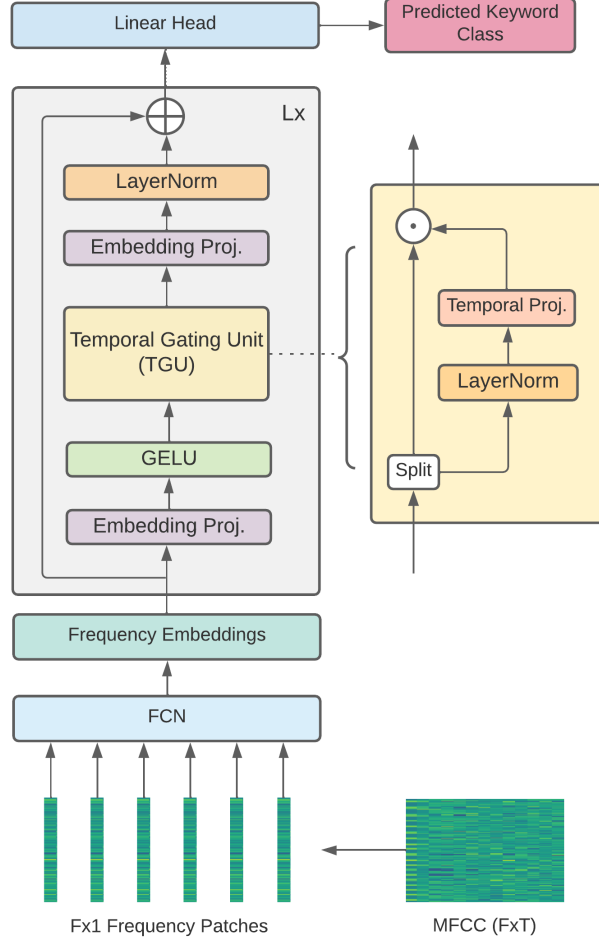 Linear Head
Predicted Keyword
Class
Lx
LayerNorm
Embedding Proj.
Temporal Gating Unit
(TGU)
GELU
Embedding Proj.
Temporal Proj.
LayerNorm
Split
Frequency Embeddings
FCN
Fx1 Frequency Patches
MFCC (FxT)